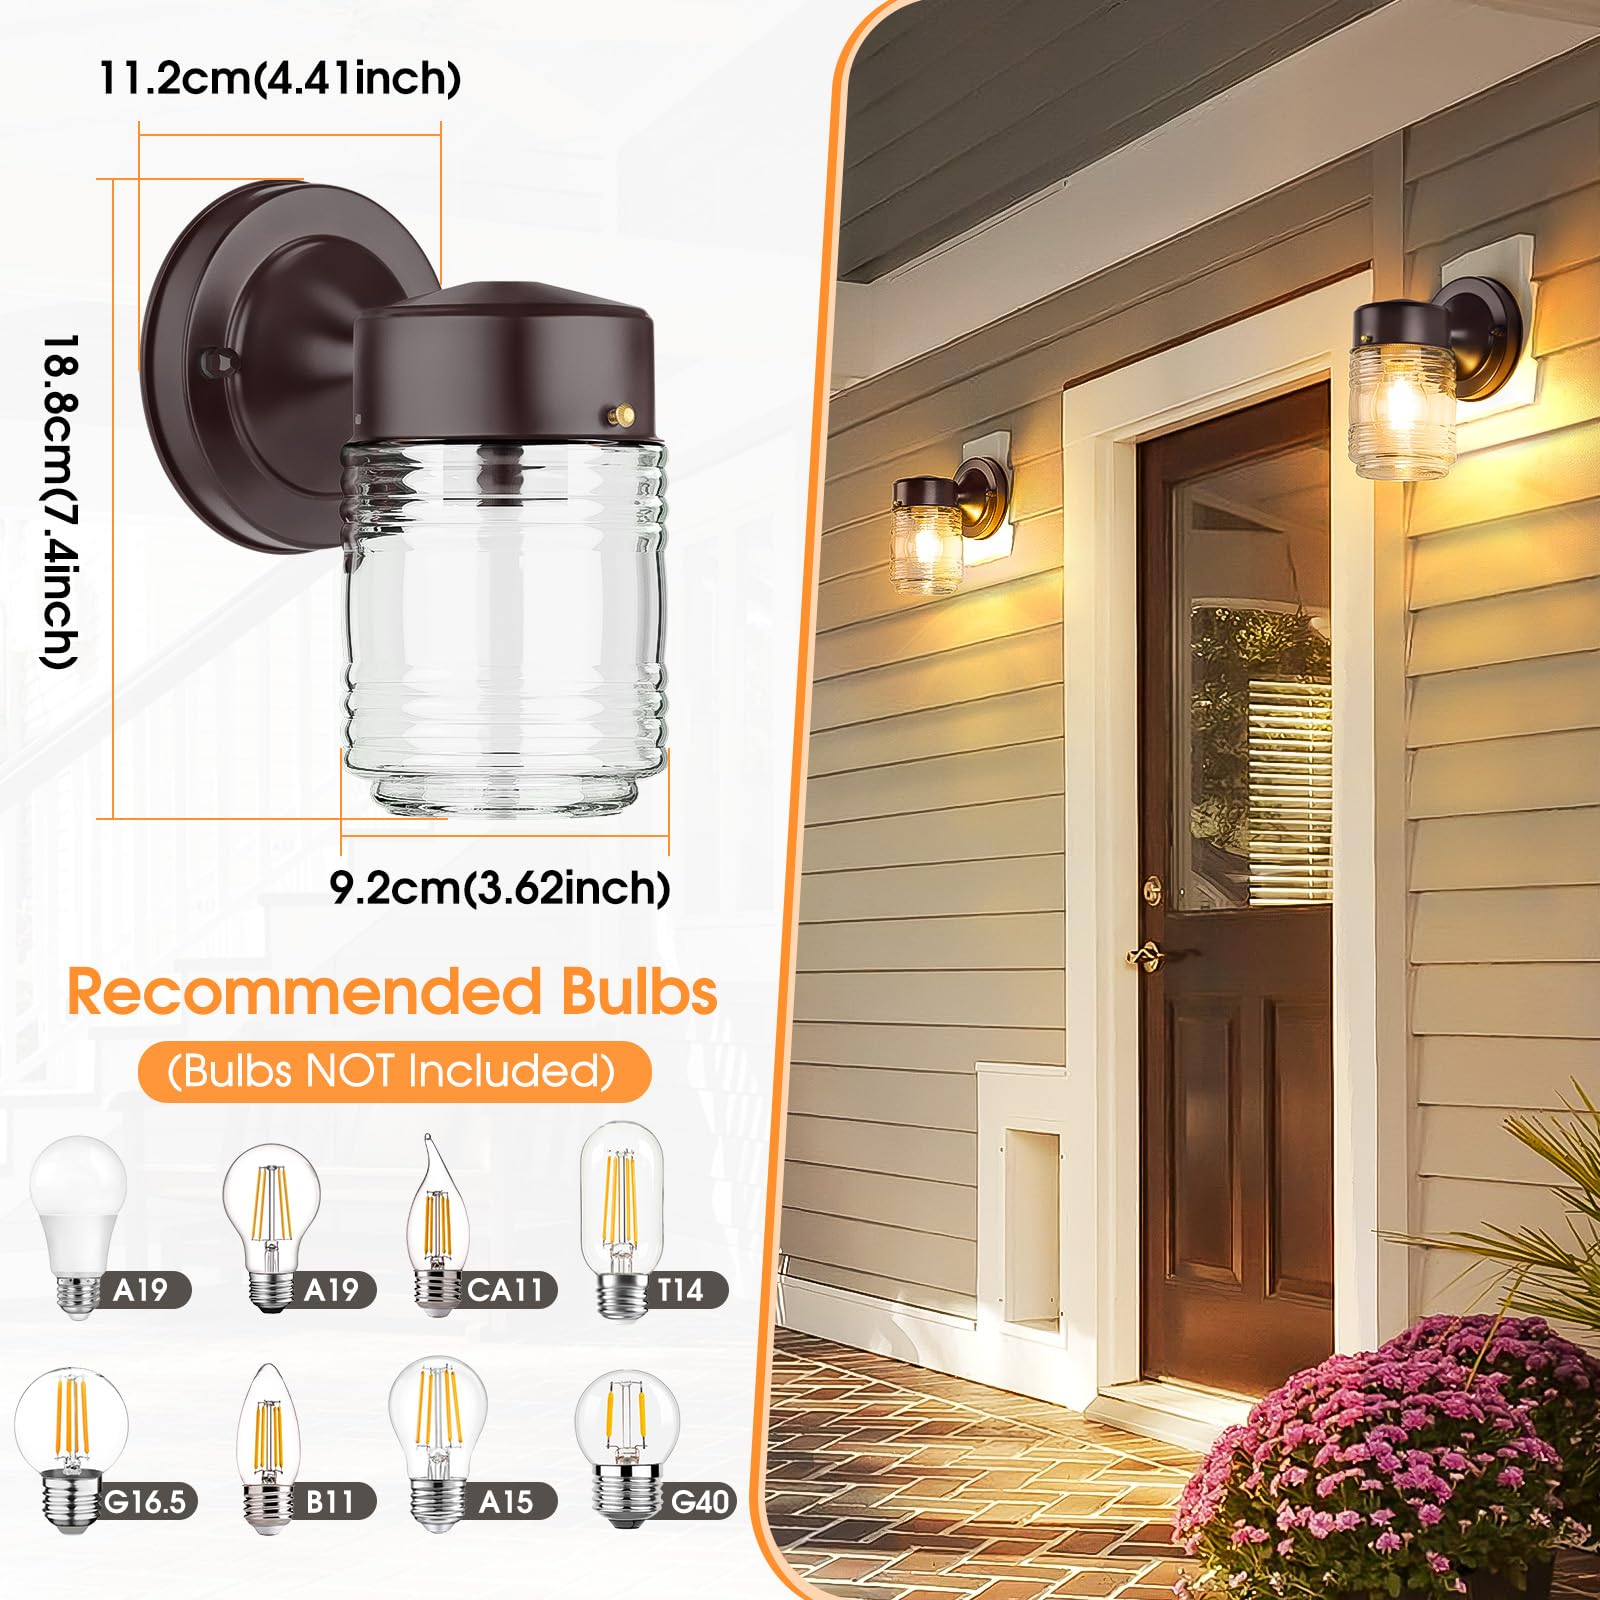 11.2cm(4.41inch)
18.8cm(7.4inch)
9.2cm(3.62inch)
Recommended Bulbs
(Bulbs NOT Included)
A19
A19
CA11
T14
G16.5
B11
A15
G40